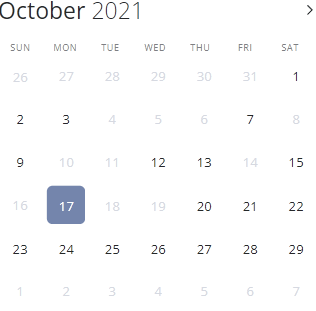 October 2021
SUN MON TUE WED THU FRI SAT
26 27 28 29 30 31 1
2 3 4 5 6 7 8
9 10 11 12 13 14 15
16 17 18 19 20 21 22
23 24 25 26 27 28 29
1 2 3 4 5 6 7